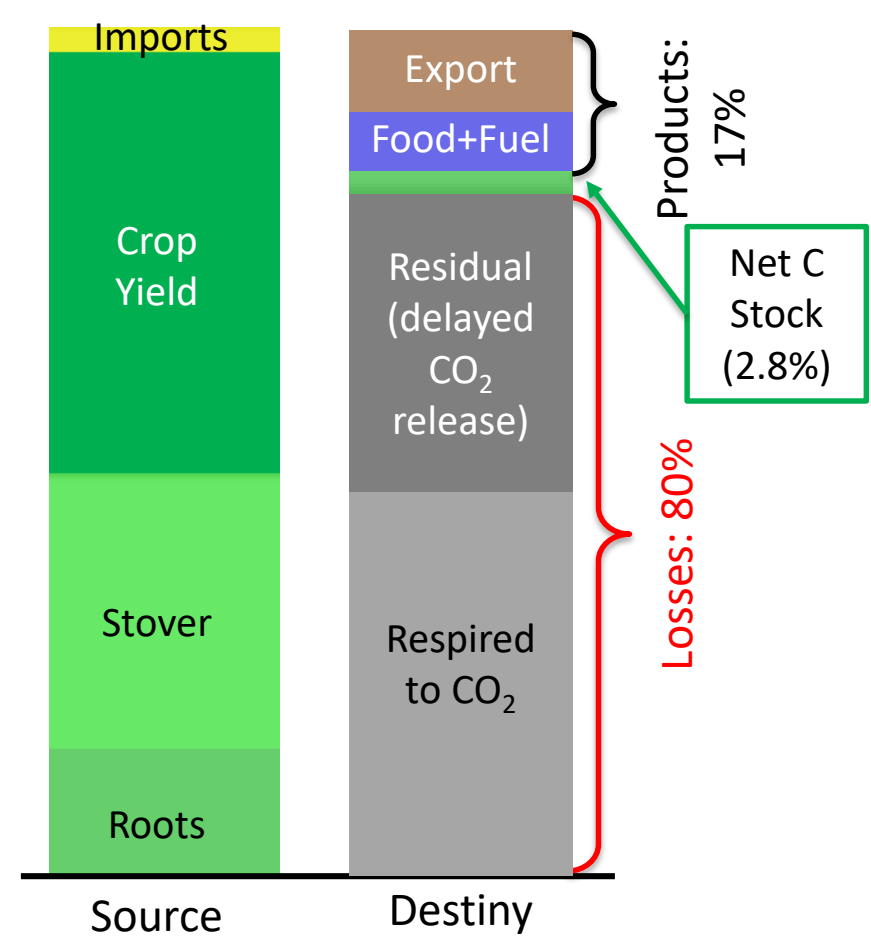 Imports
Crop
Yield
Stover
Roots
Source
Export
Food+Fuel
Residual
(delayed
CO₂
release)
Respired
to CO₂
Destiny
Products:
17%
Net C
Stock
(2.8%)
Losses: 80%